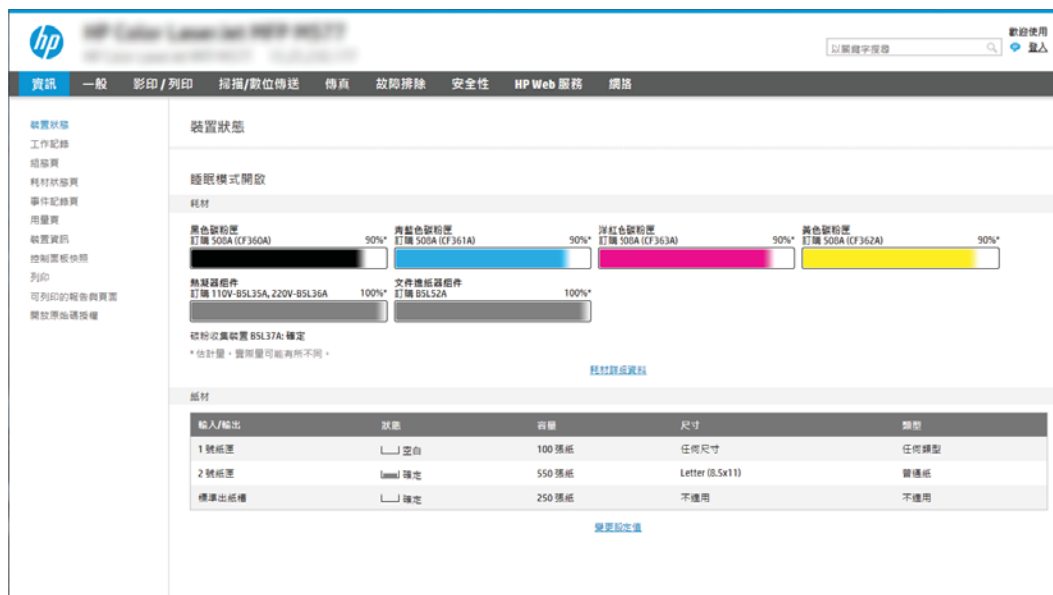 hp
歡迎使用
以關鍵字搜尋
登入
資訊 一般 影印 / 列印 掃描/數位傳送 傳真 故障排除 安全性 HP Web 服務 網路
裝置狀態
工作記錄
組態頁
耗材狀態頁
事件記錄頁
用量頁
裝置資訊
控制面板快照
列印
可列印的報告與頁面
開放原始碼授權
裝置狀態
睡眠模式開啟
耗材
黑色碳粉匣
訂購 508A (CF360A) 90%*
青藍色碳粉匣
訂購 508A (CF361A) 90%*
洋紅色碳粉匣
訂購 508A (CF363A) 90%*
黃色碳粉匣
訂購 508A (CF362A) 90%*
熱凝器組件
訂購 110V-B5L35A, 220V-B5L36A 100%*
文件進紙器組件
訂購 B5L52A 100%*
碳粉收集裝置 B5L37A: 確定
* 估計量。實際量可能有所不同。
耗材詳細資料
紙材
輸入/輸出 狀態 容量 尺寸 類型
1 號紙匣 空白 100 張紙 任何尺寸 任何類型
2 號紙匣 確定 550 張紙 Letter (8.5x11) 普通紙
標準出紙槽 確定 250 張紙 不適用 不適用
變更設定值